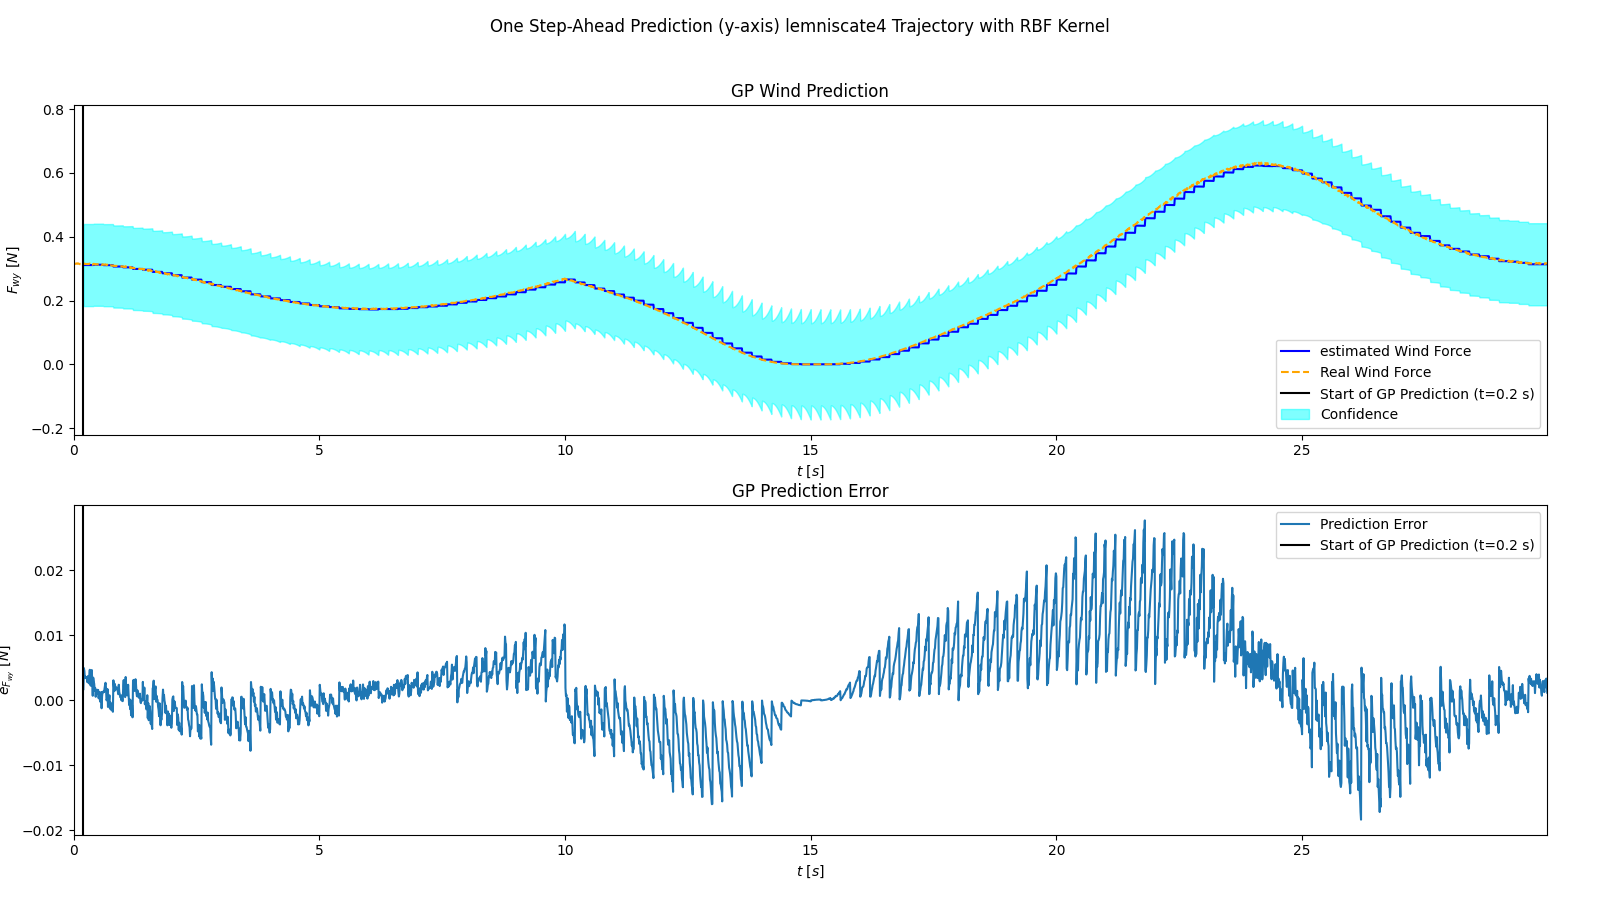 One Step-Ahead Prediction (y-axis) lemniscate4 Trajectory with RBF Kernel
GP Wind Prediction
0.8
0.6
0.4
0.2
0.0
−0.2
F_wy [N]
estimated Wind Force
Real Wind Force
Start of GP Prediction (t=0.2 s)
Confidence
0 5 10 15 20 25
t [s]
GP Prediction Error
0.02
0.01
0.00
−0.01
−0.02
e_F_wy [N]
Prediction Error
Start of GP Prediction (t=0.2 s)
0 5 10 15 20 25
t [s]